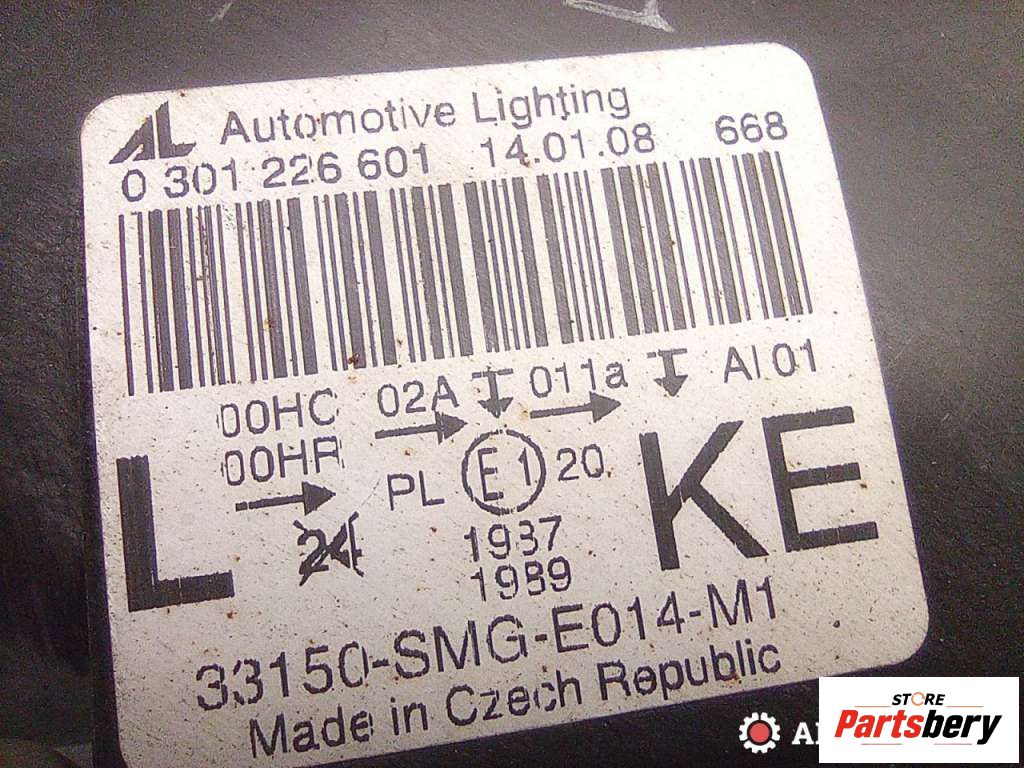 AL Automotive Lighting
0 301 226 601 14.01.08 668
00HC 02A 011a AI 01
00HR PL E1 20
L KE
24 1937
1939
33150-SMG-E014-M1
Made in Czech Republic
STORE
Partsbery